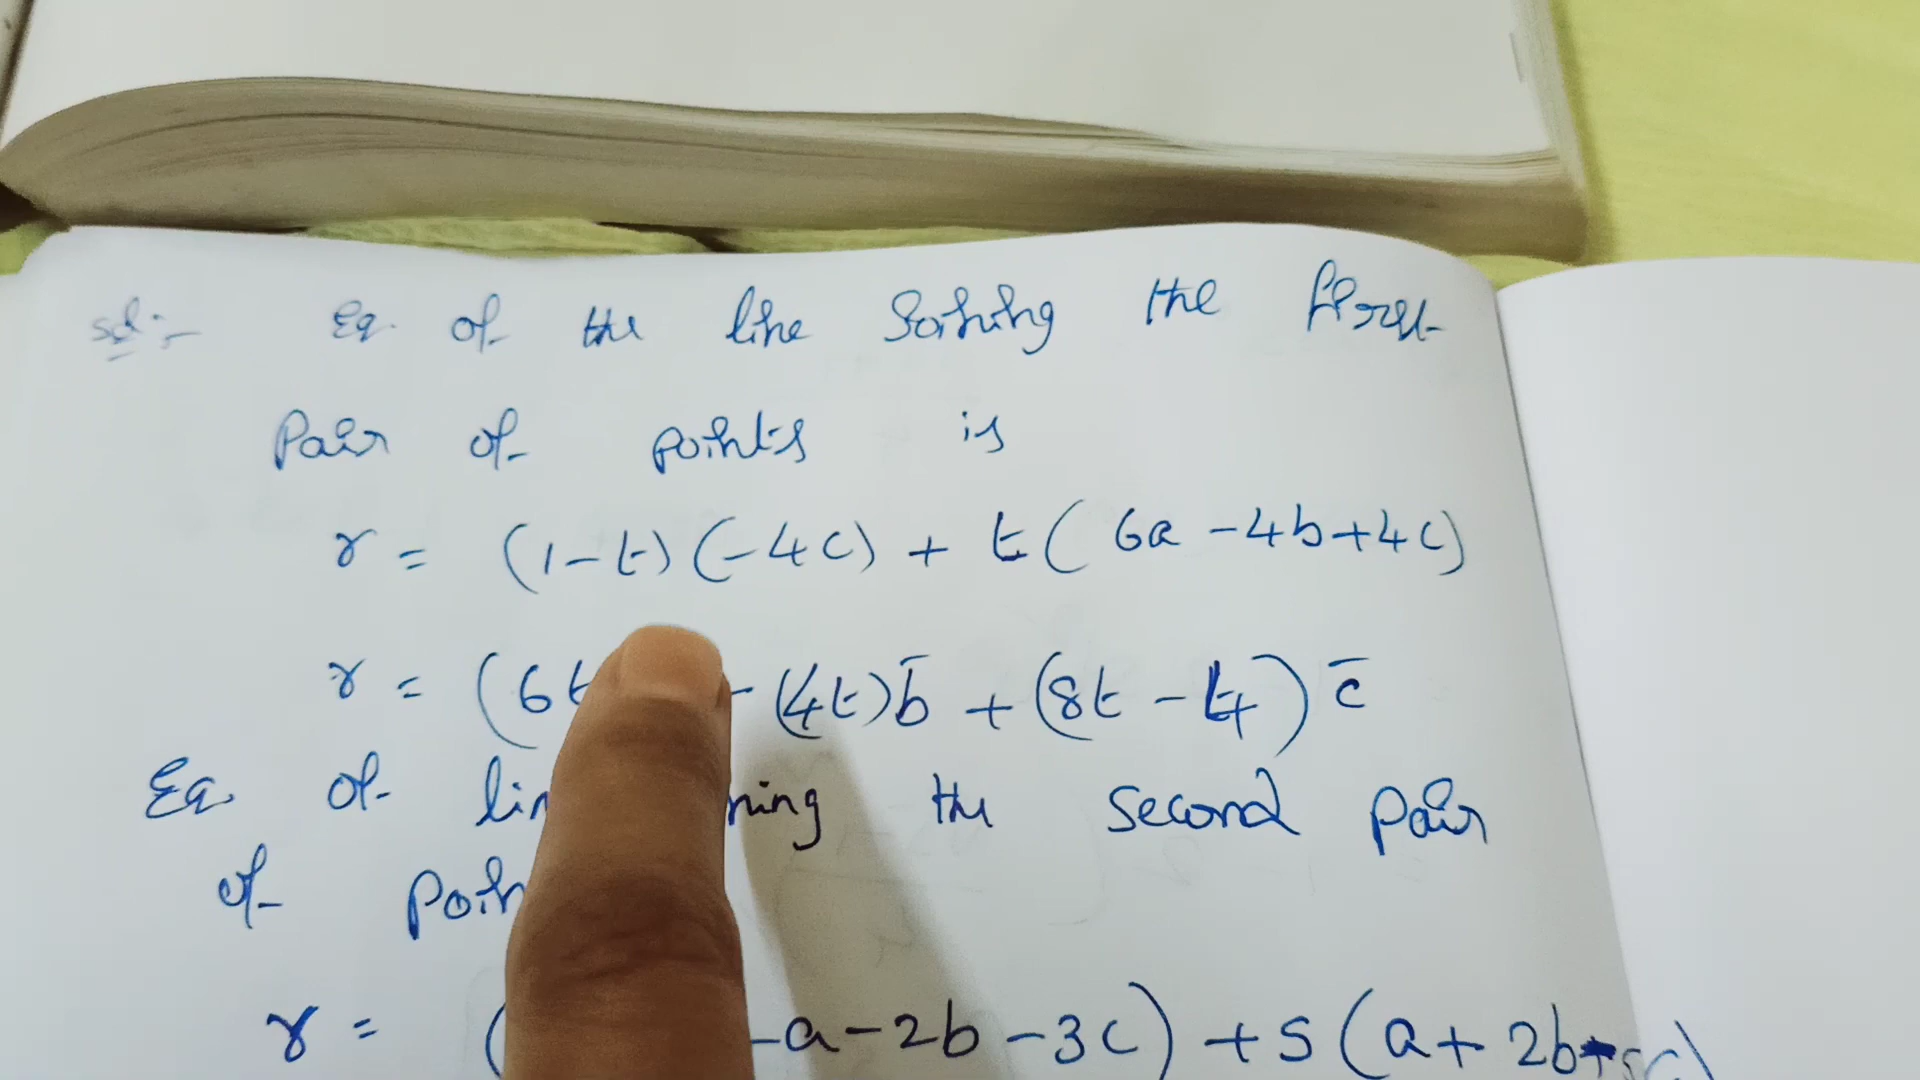 Sol:-  Eq. of the line Joining the first
Pair of points is
r = (1-t)(-4c) + t(6a-4b+4c)
r = (6t - (4t)b̄ + (8t - 4) c̄
Eq. of lin ning the second pair
of Poin
r = ( -a-2b-3c) + s(a+2b